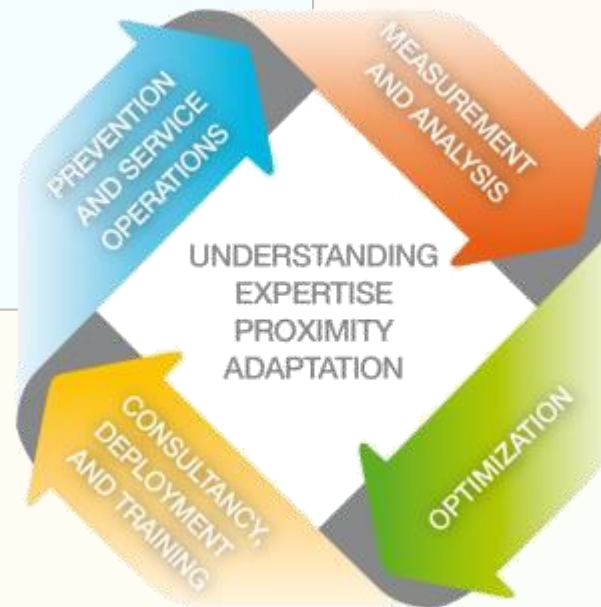 PREVENTION
AND SERVICE
OPERATIONS
MEASUREMENT
AND ANALYSIS
UNDERSTANDING
EXPERTISE
PROXIMITY
ADAPTATION
CONSULTANCY,
DEPLOYMENT
AND TRAINING
OPTIMIZATION